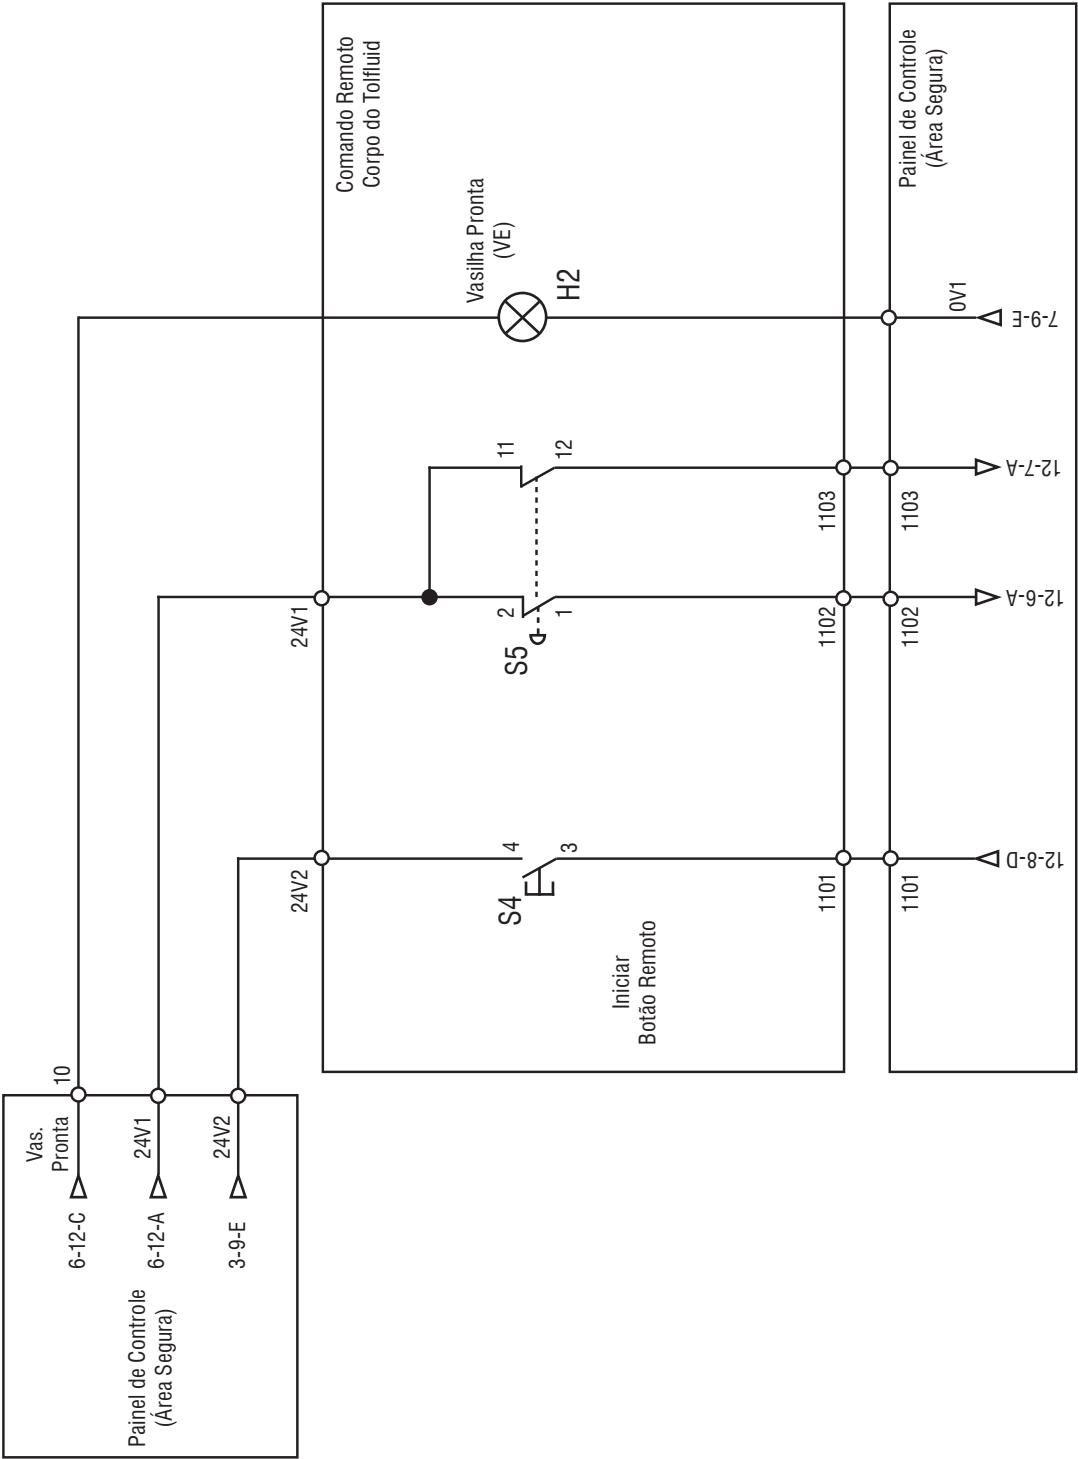 Comando Remoto
Corpo do Tolfluid
Painel de Controle
(Área Segura)
Vasilha Pronta
(VE)
H2
0V1
7-9-E
11
12
1103
1103
12-7-A
24V1
2
1
S5
1102
1102
12-6-A
24V2
4
3
S4
1101
1101
12-8-D
Iniciar
Botão Remoto
10
Vas.
Pronta
24V1
24V2
6-12-C
6-12-A
3-9-E
Painel de Controle
(Área Segura)